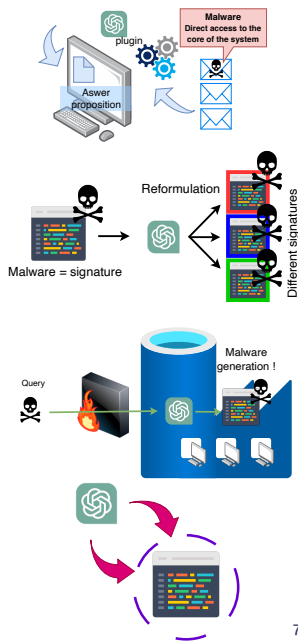 Malware
Direct access to the
core of the system
plugin
Aswer
proposition
Reformulation
Malware = signature
Different signatures
Malware
generation !
Query
7